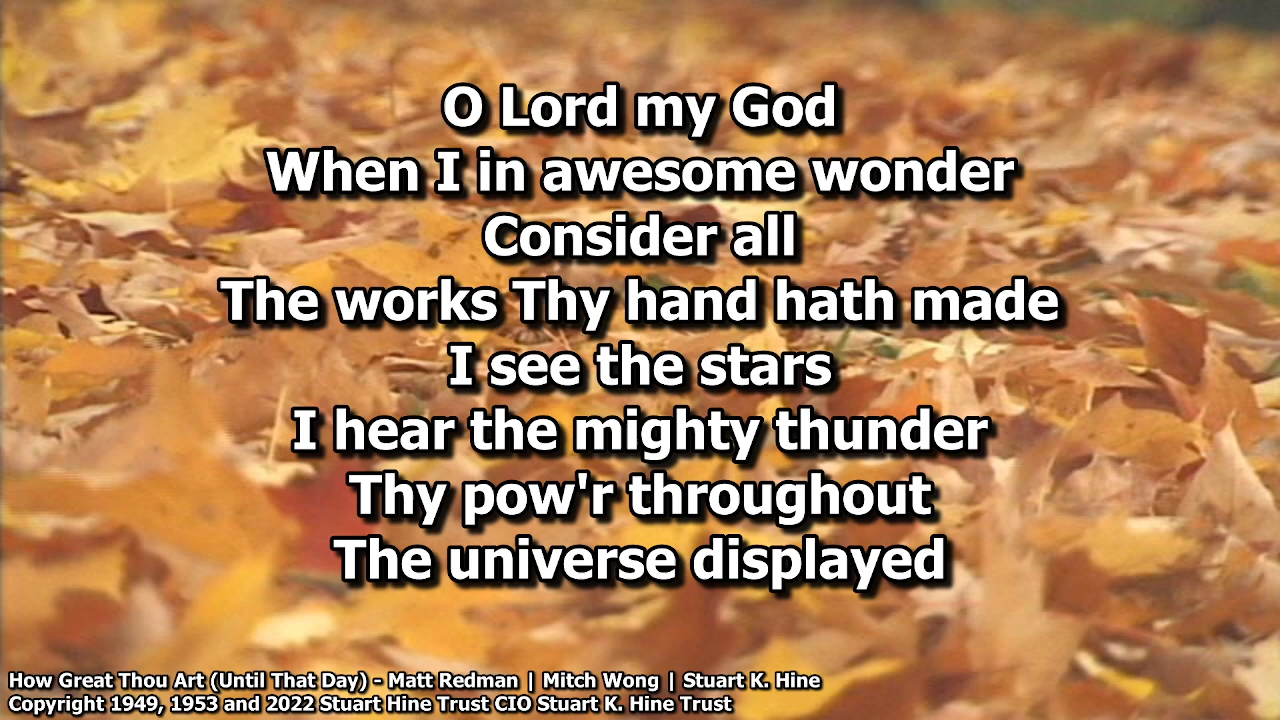 O Lord my God
When I in awesome wonder
Consider all
The works Thy hand hath made
I see the stars
I hear the mighty thunder
Thy pow'r throughout
The universe displayed
How Great Thou Art (Until That Day) - Matt Redman | Mitch Wong | Stuart K. Hine
Copyright 1949, 1953 and 2022 Stuart Hine Trust CIO Stuart K. Hine Trust